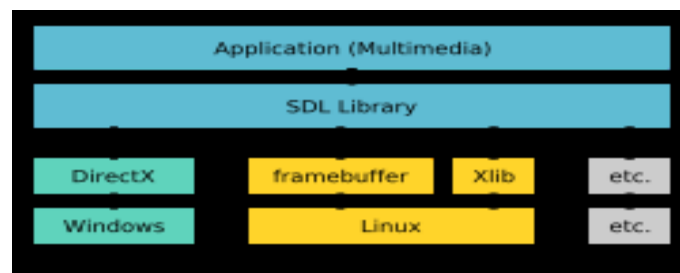 Application (Multimedia)
SDL Library
DirectX framebuffer Xlib etc.
Windows Linux etc.